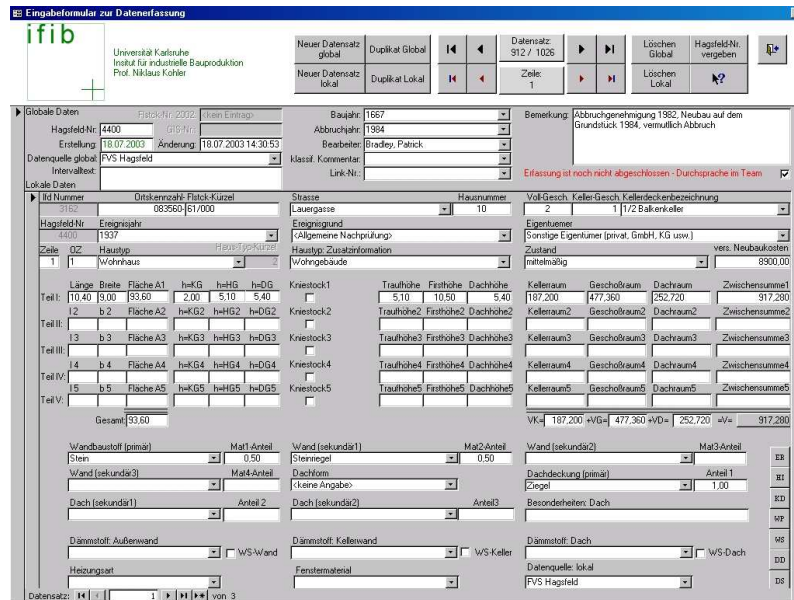 Eingabeformular zur Datenerfassung
ifib
Universität Karlsruhe
Insitut für industrielle Bauproduktion
Prof. Niklaus Kohler
Neuer Datensatz global
Duplikat Global
Datensatz: 912 / 1026
Löschen Global
Hagsfeld-Nr. vergeben
Neuer Datensatz lokal
Duplikat Lokal
Zeile: 1
Löschen Lokal
Globale Daten
Flstck-Nr. 2002: <kein Eintrag>
Baujahr: 1667
Bemerkung: Abbruchgenehmigung 1982, Neubau auf dem
Grundstück 1984, vermutlich Abbruch
Hagsfeld-Nr: 4400 GIS-Nr.:
Abbruchjahr: 1984
Erstellung: 18.07.2003 Änderung: 18.07.2003 14:30:53
Bearbeiter: Bradley, Patrick
Datenquelle global: FVS Hagsfeld
klassif. Kommentar:
Intervalltext:
Link-Nr.:
Erfassung ist noch nicht abgeschlossen - Durchsprache im Team
Lokale Daten
lfd Nummer Ortskennzahl- Flstck-Kürzel Strasse Hausnummer Voll-Gesch. Keller-Gesch. Kellerdeckenbezeichnung
3162 083560- 61/000 Lauergasse 10 2 1 1/2 Balkenkeller
Hagsfeld-Nr Ereignisjahr Ereignisgrund Eigentuemer
4400 1937 <Allgemeine Nachprüfung> Sonstige Eigentümer (privat, GmbH, KG usw.)
Zeile OZ Haustyp Haus-Typ-Kürzel Haustyp: Zusatzinformation Zustand vers. Neubaukosten
1 1 Wohnhaus 2 Wohngebäude mittelmäßig 8900,00
Länge Breite Fläche A1 h=KG h=HG h=DG Kniestock1 Traufhöhe Firsthöhe Dachhöhe Kellerraum Geschoßraum Dachraum Zwischensumme1
Teil I: 10,40 9,00 93,60 2,00 5,10 5,40 5,10 10,50 5,40 187,200 477,360 252,720 917,280
l 2 b 2 Fläche A2 h=KG2 h=HG2 h=DG2 Kniestock2 Traufhöhe2 Firsthöhe2 Dachhöhe2 Kellerraum2 Geschoßraum2 Dachraum2 Zwischensumme2
Teil II:
l 3 b 3 Fläche A3 h=KG3 h=HG3 h=DG3 Kniestock3 Traufhöhe3 Firsthöhe3 Dachhöhe3 Kellerraum3 Geschoßraum3 Dachraum3 Zwischensumme3
Teil III:
l 4 b 4 Fläche A4 h=KG4 h=HG4 h=DG4 Kniestock4 Traufhöhe4 Firsthöhe4 Dachhöhe4 Kellerraum4 Geschoßraum4 Dachraum4 Zwischensumme4
Teil IV:
l 5 b 5 Fläche A5 h=KG5 h=HG5 h=DG5 Kniestock5 Traufhöhe5 Firsthöhe5 Dachhöhe5 Kellerraum5 Geschoßraum5 Dachraum5 Zwischensumme5
Teil V:
Gesamt: 93,60 VK= 187,200 +VG= 477,360 +VD= 252,720 =V= 917,280
Wandbaustoff (primär) Mat1-Anteil Wand (sekundär1) Mat2-Anteil Wand (sekundär2) Mat3-Anteil
Stein 0,50 Steinriegel 0,50 ER
Wand (sekundär3) Mat4-Anteil Dachform Dachdeckung (primär) Anteil 1
<keine Angabe> Ziegel 1,00 HI
Dach (sekundär1) Anteil 2 Dach (sekundär2) Anteil3 Besonderheiten: Dach KD
WP
Dämmstoff: Außenwand Dämmstoff: Kellerwand Dämmstoff: Dach
WS-Wand WS-Keller WS-Dach WS
DD
Heizungsart Fenstermaterial Datenquelle: lokal
FVS Hagsfeld DS
Datensatz: 1 von 3